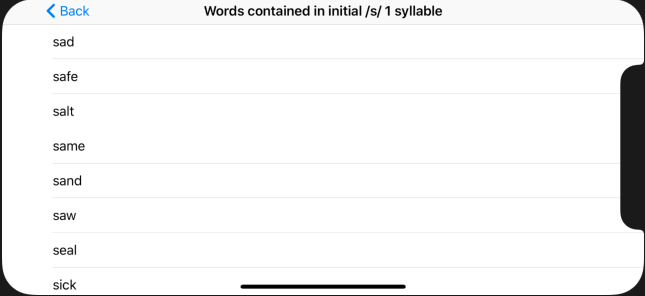 Back
Words contained in initial /s/ 1 syllable
sad
safe
salt
same
sand
saw
seal
sick